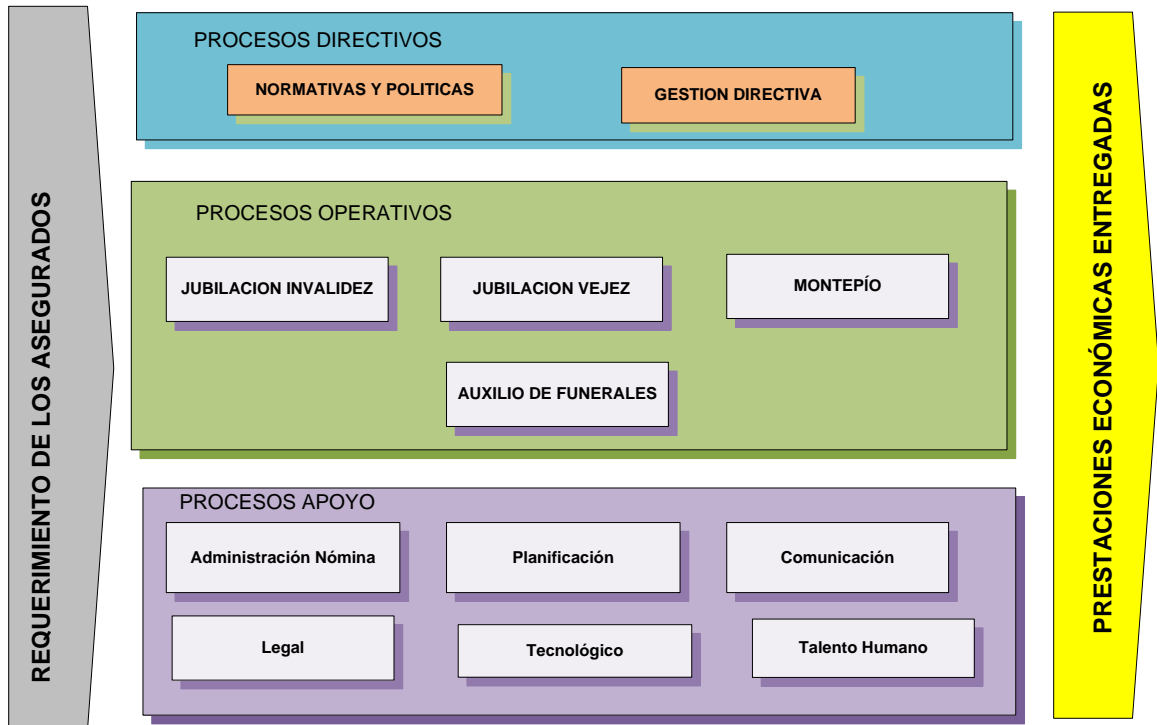 REQUERIMIENTO DE LOS ASEGURADOS
PROCESOS DIRECTIVOS
NORMATIVAS Y POLITICAS
GESTION DIRECTIVA
PROCESOS OPERATIVOS
JUBILACION INVALIDEZ
JUBILACION VEJEZ
MONTEPÍO
AUXILIO DE FUNERALES
PROCESOS APOYO
Administración Nómina
Planificación
Comunicación
Legal
Tecnológico
Talento Humano
PRESTACIONES ECONÓMICAS ENTREGADAS